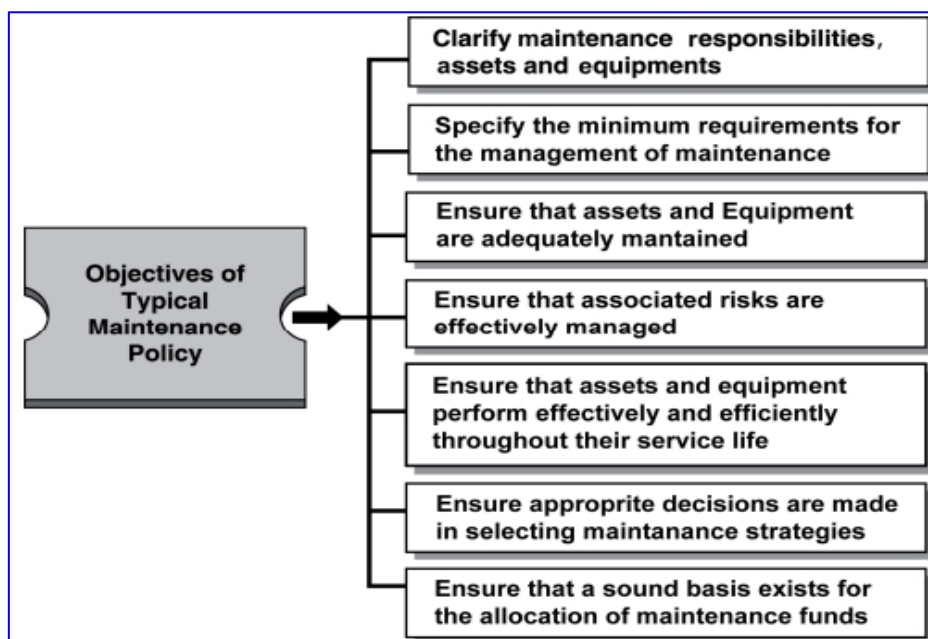 Objectives of
Typical
Maintenance
Policy
Clarify maintenance responsibilities,
assets and equipments
Specify the minimum requirements for
the management of maintenance
Ensure that assets and Equipment
are adequately mantained
Ensure that associated risks are
effectively managed
Ensure that assets and equipment
perform effectively and efficiently
throughout their service life
Ensure approprite decisions are made
in selecting maintanance strategies
Ensure that a sound basis exists for
the allocation of maintenance funds